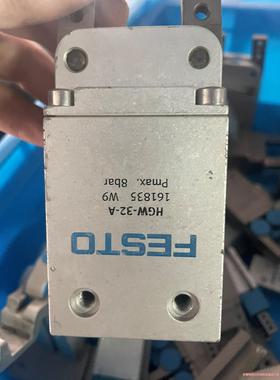 FESTO
HGW-32-A
161835 W9
Pmax. 8bar